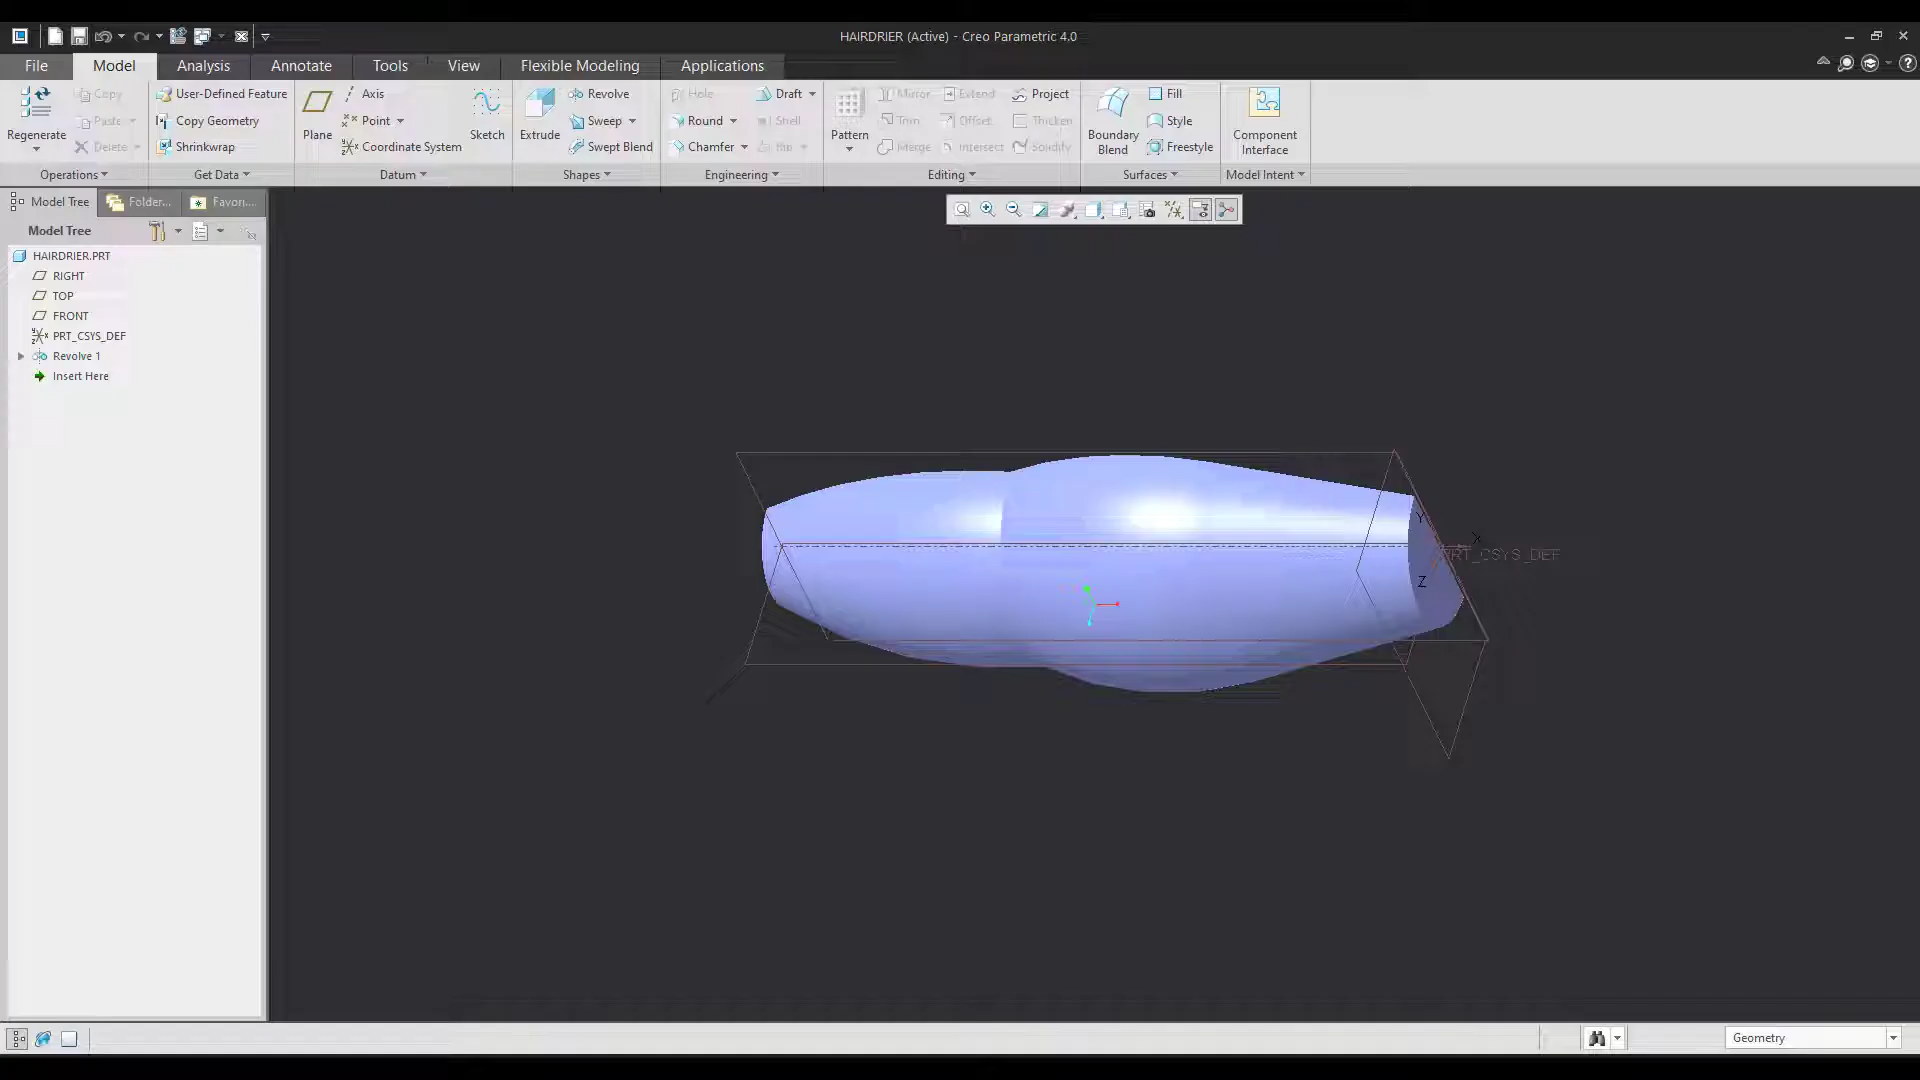 HAIRDRIER (Active) - Creo Parametric 4.0
File Model Analysis Annotate Tools View Flexible Modeling Applications
Regenerate
Copy
Paste
Delete
Operations
User-Defined Feature
Copy Geometry
Shrinkwrap
Get Data
Plane
Axis
Point
Coordinate System
Sketch
Datum
Extrude
Revolve
Sweep
Swept Blend
Shapes
Hole
Round
Chamfer
Draft
Shell
Rib
Engineering
Pattern
Mirror
Trim
Merge
Extend
Offset
Intersect
Project
Thicken
Solidify
Editing
Boundary
Blend
Fill
Style
Freestyle
Surfaces
Component
Interface
Model Intent
Model Tree Folder... Favori...
Model Tree
HAIRDRIER.PRT
RIGHT
TOP
FRONT
PRT_CSYS_DEF
Revolve 1
Insert Here
Y
X
PRT_CSYS_DEF
Z
Geometry